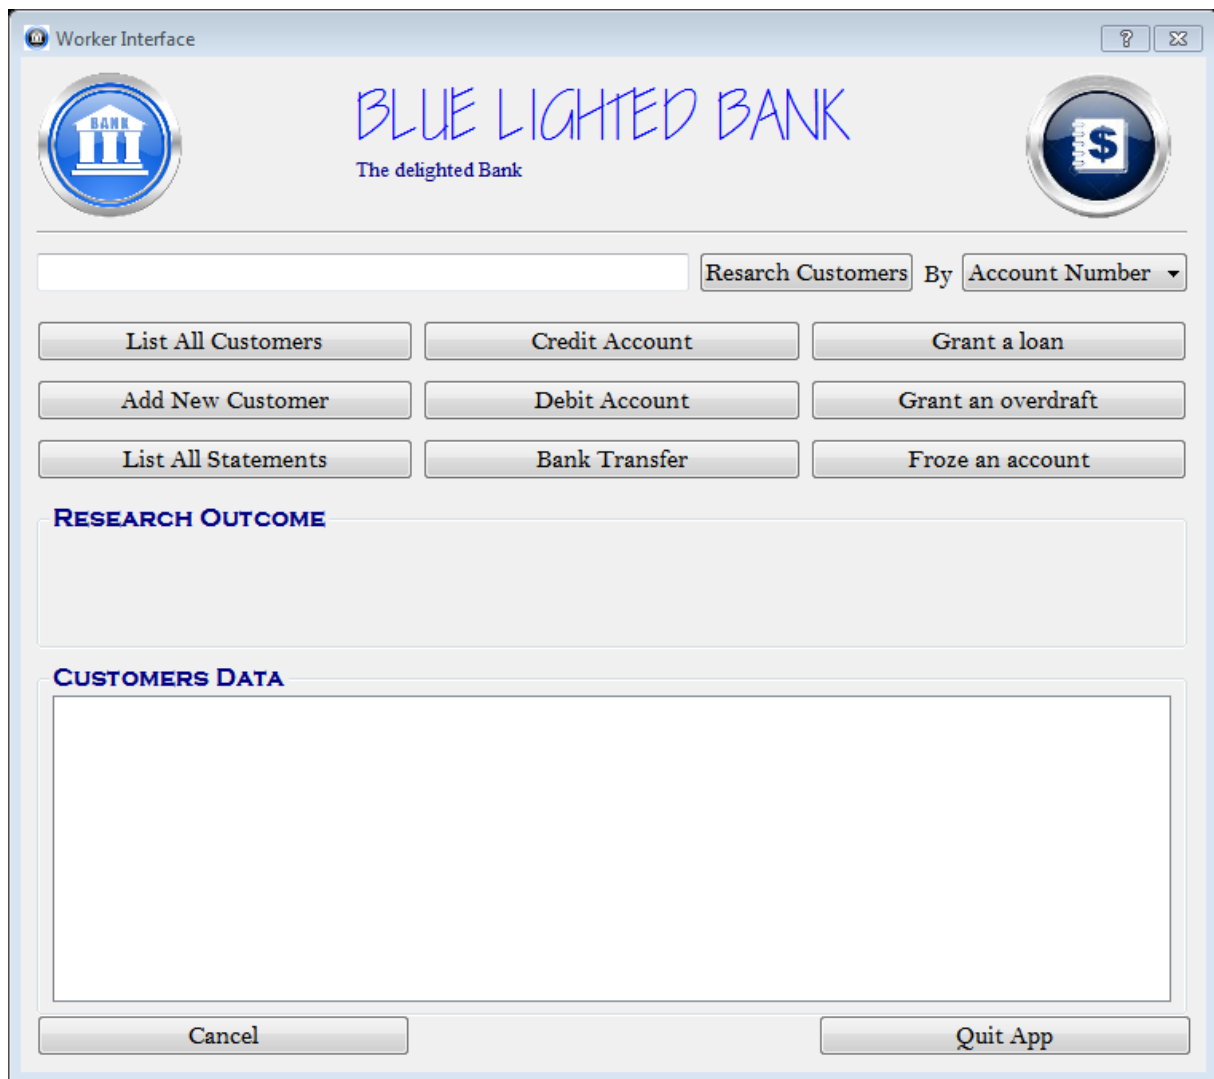 Worker Interface
BANK
BLUE LIGHTED BANK
The delighted Bank
$
Resarch Customers By Account Number
List All Customers Credit Account Grant a loan
Add New Customer Debit Account Grant an overdraft
List All Statements Bank Transfer Froze an account
Research Outcome
Customers Data
Cancel Quit App